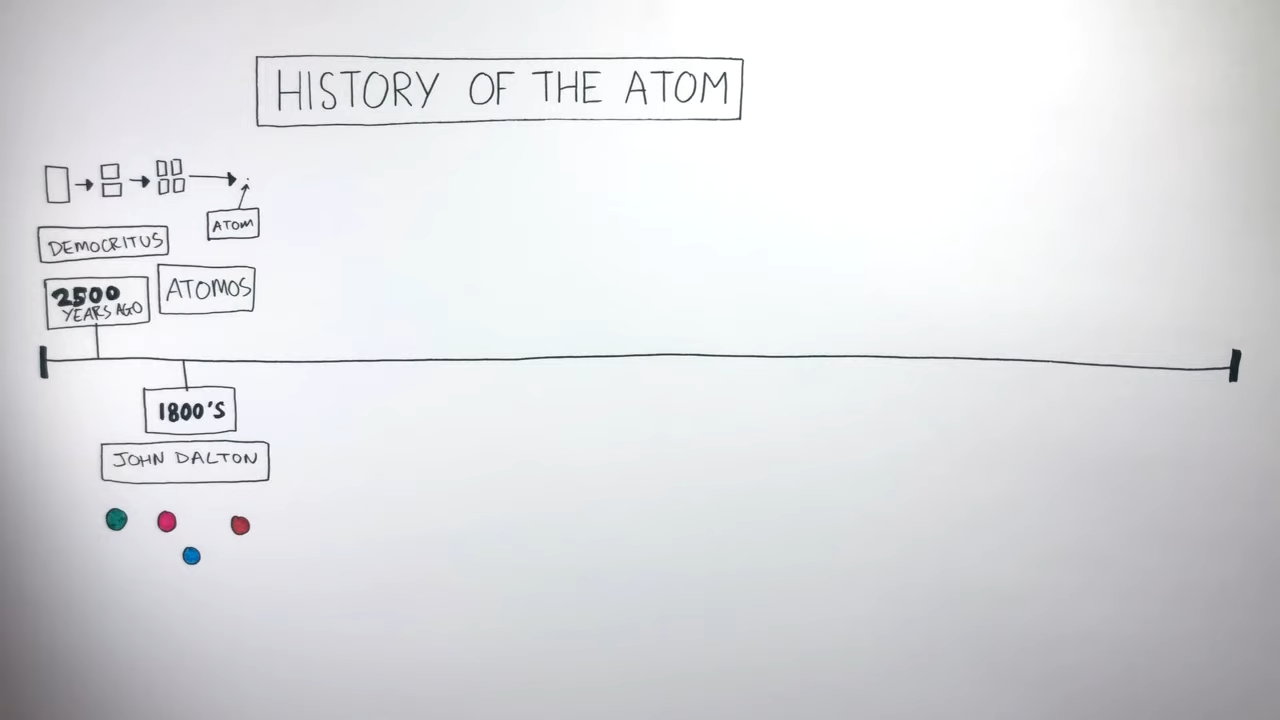 HISTORY OF THE ATOM
ATOM
DEMOCRITUS
2500
YEARS AGO
ATOMOS
1800'S
JOHN DALTON